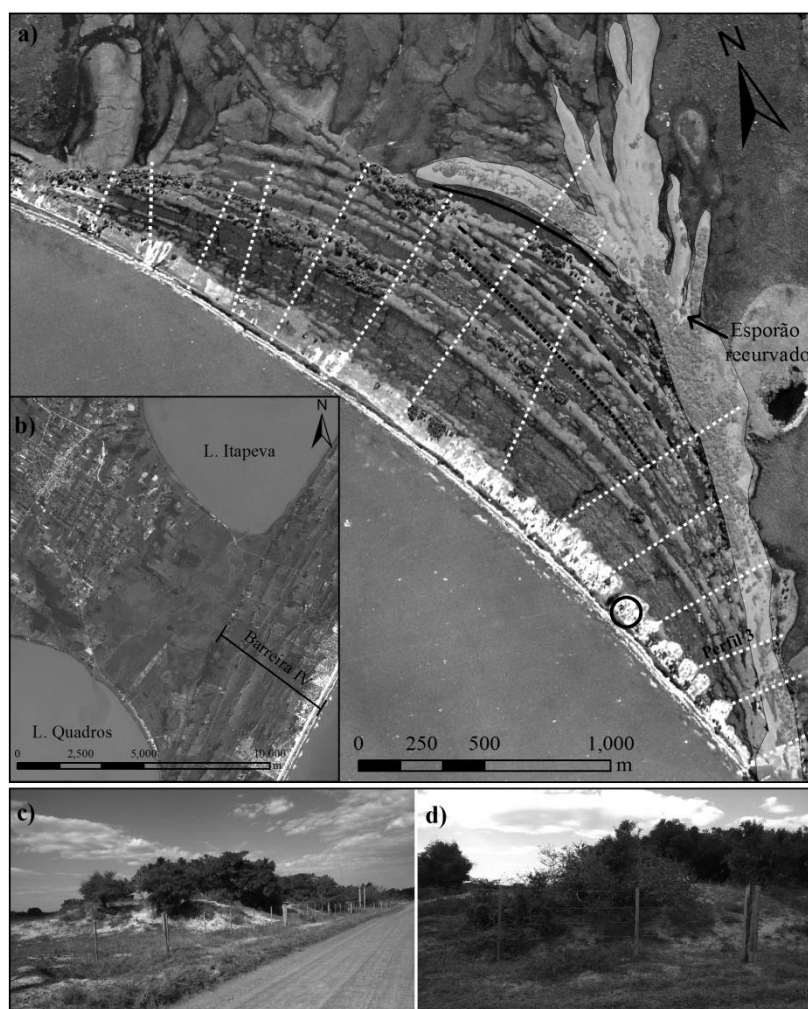 a)
N
Esporão
recurvado
Perfil 3
0 250 500 1,000
m
b)
N
L. Itapeva
Barreira IV
L. Quadros
0 2,500 5,000 10,000
m
c)
d)